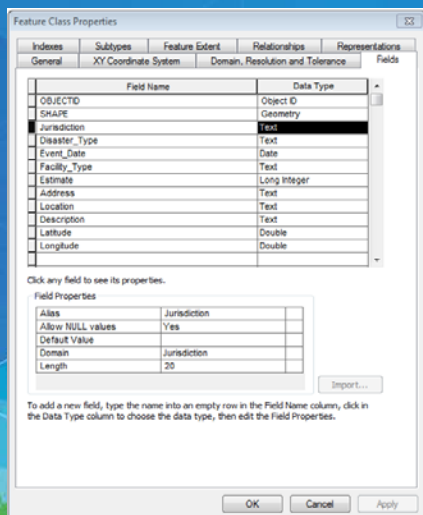 Feature Class Properties
Indexes Subtypes Feature Extent Relationships Representations
General XY Coordinate System Domain, Resolution and Tolerance Fields
Field Name Data Type
OBJECTID Object ID
SHAPE Geometry
Jurisdiction Text
Disaster_Type Text
Event_Date Date
Facility_Type Text
Estimate Long Integer
Address Text
Location Text
Description Text
Latitude Double
Longitude Double
Click any field to see its properties.
Field Properties
Alias Jurisdiction
Allow NULL values Yes
Default Value
Domain Jurisdiction
Length 20
Import...
To add a new field, type the name into an empty row in the Field Name column, click in
the Data Type column to choose the data type, then edit the Field Properties.
OK Cancel Apply